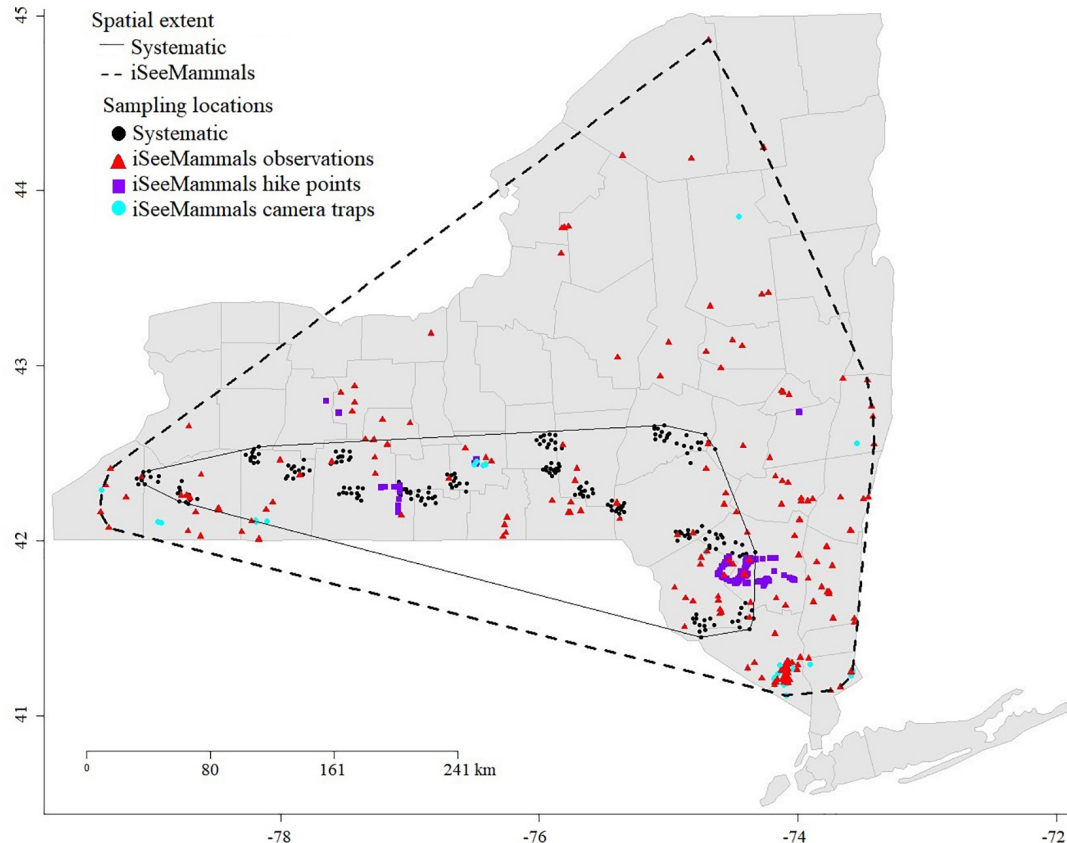 Spatial extent
Systematic
iSeeMammals
Sampling locations
Systematic
iSeeMammals observations
iSeeMammals hike points
iSeeMammals camera traps
45
44
43
42
41
0 80 161 241 km
-78 -76 -74 -72